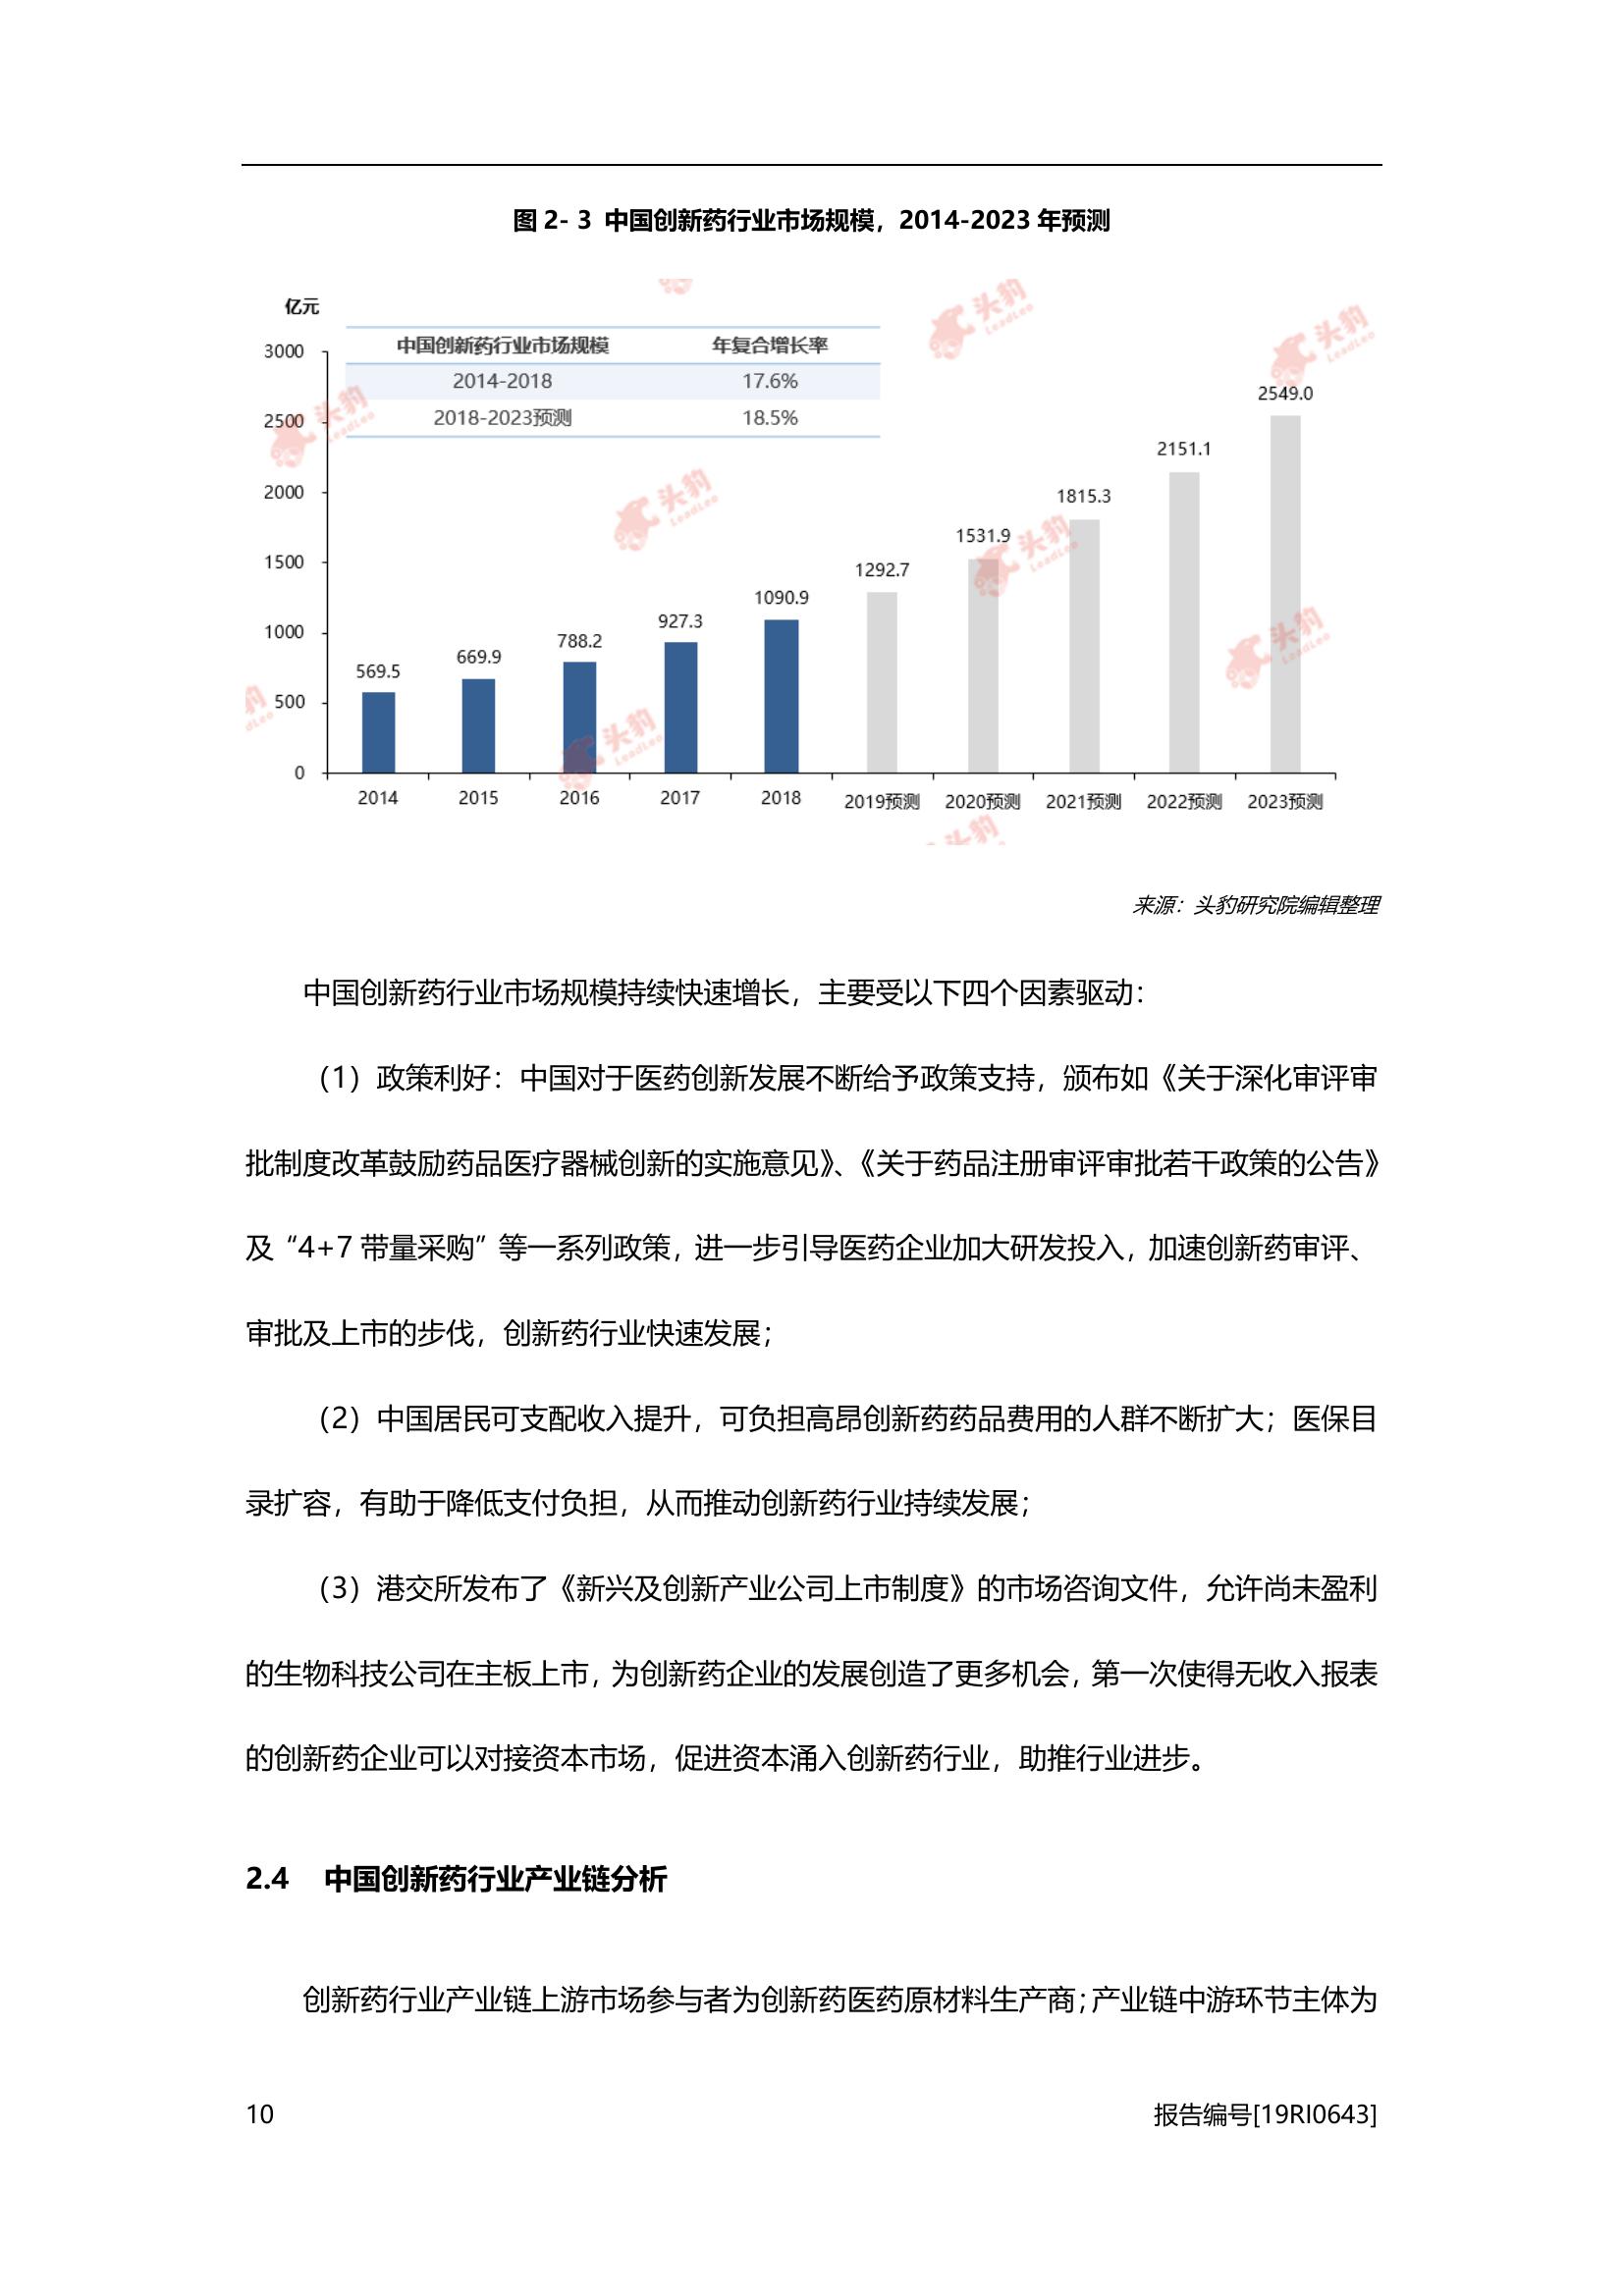 图 2- 3 中国创新药行业市场规模，2014-2023 年预测
亿元
中国创新药行业市场规模 年复合增长率
2014-2018 17.6%
2018-2023预测 18.5%
3000
2500
2000
1500
1000
500
0
569.5
669.9
788.2
927.3
1090.9
1292.7
1531.9
1815.3
2151.1
2549.0
2014 2015 2016 2017 2018 2019预测 2020预测 2021预测 2022预测 2023预测
头豹
LeadLeo
头豹
LeadLeo
头豹
LeadLeo
头豹
LeadLeo
头豹
LeadLeo
头豹
LeadLeo
头豹
LeadLeo
头豹
来源：头豹研究院编辑整理
中国创新药行业市场规模持续快速增长，主要受以下四个因素驱动：
（1）政策利好：中国对于医药创新发展不断给予政策支持，颁布如《关于深化审评审
批制度改革鼓励药品医疗器械创新的实施意见》、《关于药品注册审评审批若干政策的公告》
及“4+7 带量采购”等一系列政策，进一步引导医药企业加大研发投入，加速创新药审评、
审批及上市的步伐，创新药行业快速发展；
（2）中国居民可支配收入提升，可负担高昂创新药药品费用的人群不断扩大；医保目
录扩容，有助于降低支付负担，从而推动创新药行业持续发展；
（3）港交所发布了《新兴及创新产业公司上市制度》的市场咨询文件，允许尚未盈利
的生物科技公司在主板上市，为创新药企业的发展创造了更多机会，第一次使得无收入报表
的创新药企业可以对接资本市场，促进资本涌入创新药行业，助推行业进步。
2.4 中国创新药行业产业链分析
创新药行业产业链上游市场参与者为创新药医药原材料生产商；产业链中游环节主体为
10 报告编号[19RI0643]